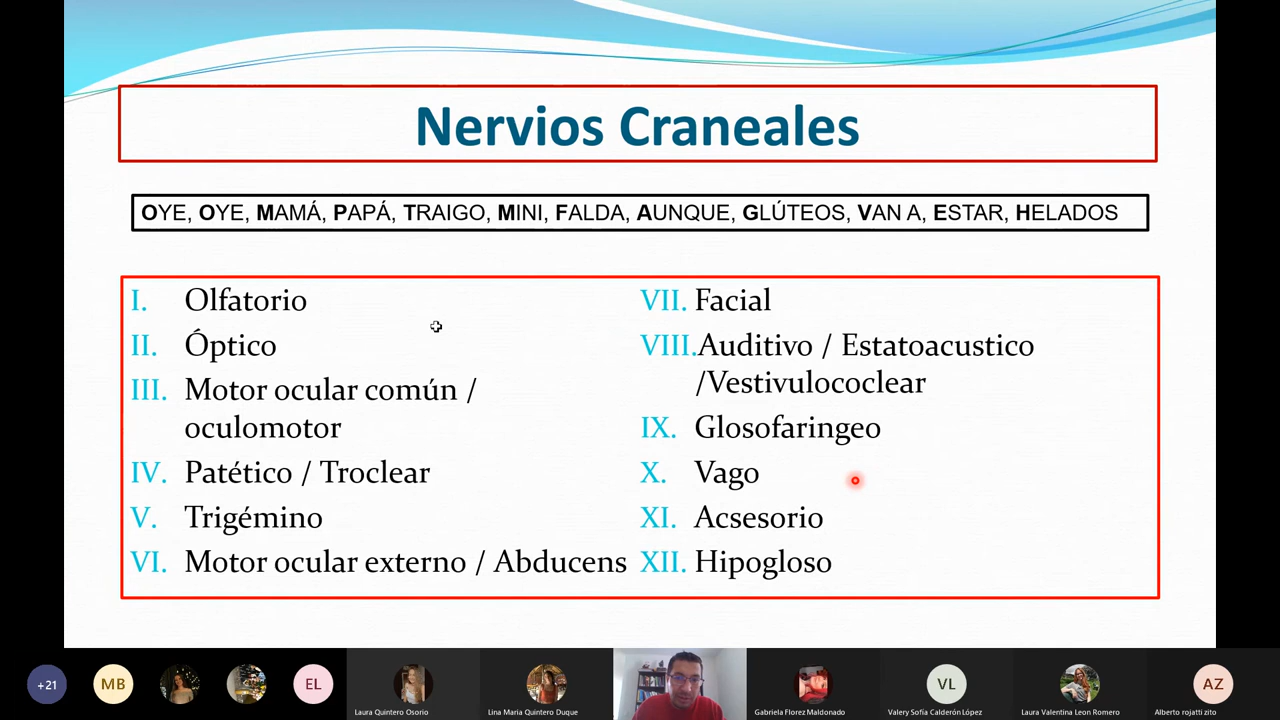 Nervios Craneales
OYE, OYE, MAMÁ, PAPÁ, TRAIGO, MINI, FALDA, AUNQUE, GLÚTEOS, VAN A, ESTAR, HELADOS
I. Olfatorio
II. Óptico
III. Motor ocular común /
oculomotor
IV. Patético / Troclear
V. Trigémino
VI. Motor ocular externo / Abducens
VII. Facial
VIII. Auditivo / Estatoacustico
/Vestivulococlear
IX. Glosofaringeo
X. Vago
XI. Acsesorio
XII. Hipogloso
+21
MB
EL
Laura Quintero Osorio
Lina Maria Quintero Duque
Gabriela Florez Maldonado
VL
Valery Sofía Calderón López
Laura Valentina Leon Romero
AZ
Alberto rojatti zito